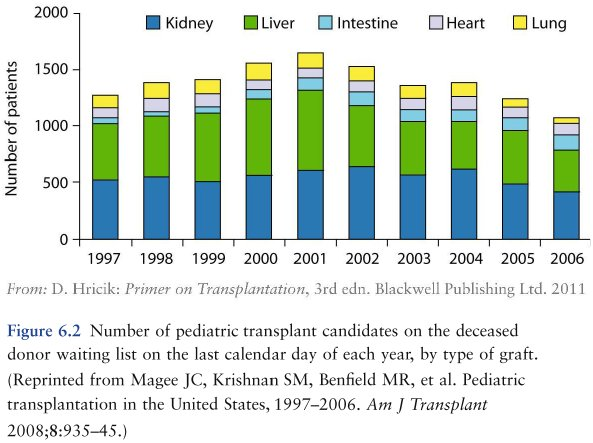 2000
Kidney Liver Intestine Heart Lung
1500
1000
500
0
Number of patients
1997 1998 1999 2000 2001 2002 2003 2004 2005 2006
From: D. Hricik: Primer on Transplantation, 3rd edn. Blackwell Publishing Ltd. 2011
Figure 6.2 Number of pediatric transplant candidates on the deceased
donor waiting list on the last calendar day of each year, by type of graft.
(Reprinted from Magee JC, Krishnan SM, Benfield MR, et al. Pediatric
transplantation in the United States, 1997–2006. Am J Transplant
2008;8:935–45.)